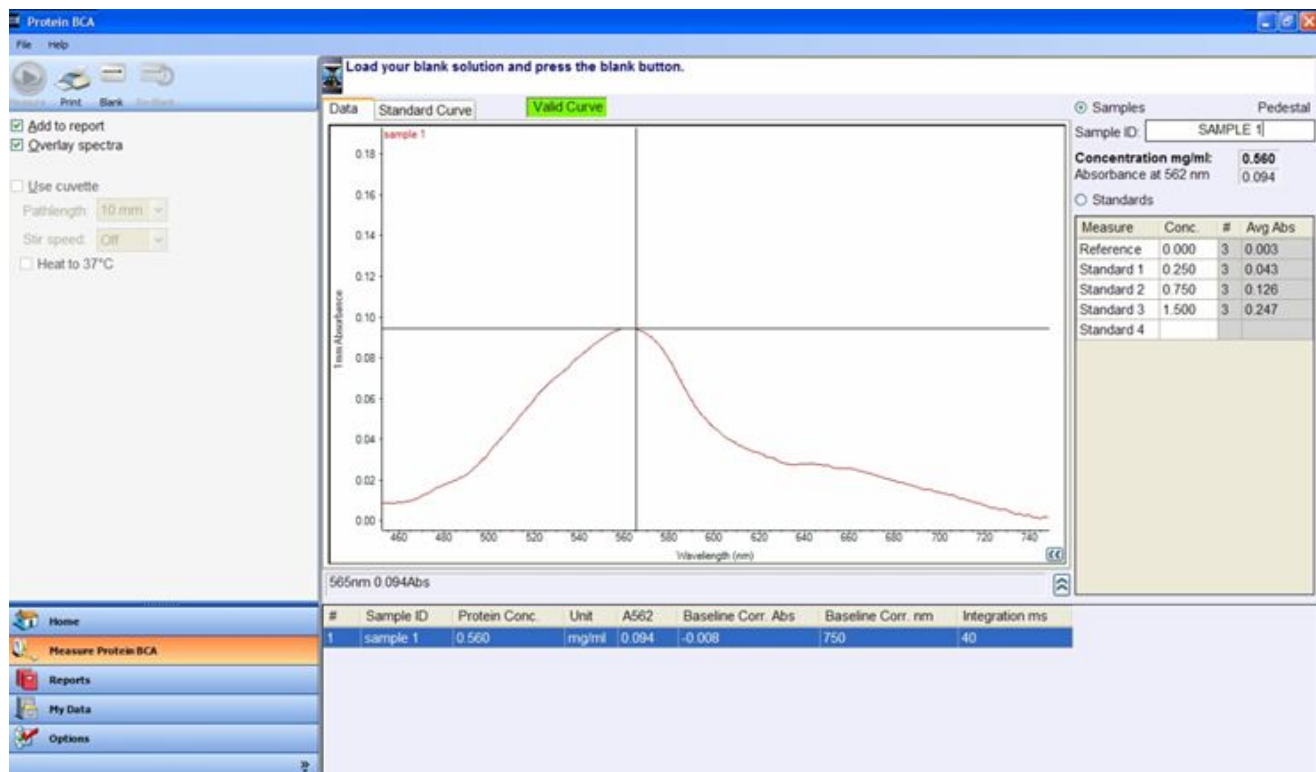 Protein BCA
File Help
Load your blank solution and press the blank button.
Print Blank
Add to report
Overlay spectra
Use cuvette
Pathlength: 10 mm
Stir speed: Off
Heat to 37°C
Data Standard Curve Valid Curve
sample 1
0.18
0.16
0.14
0.12
0.10
0.08
0.06
0.04
0.02
0.00
1mm Absorbance
460 480 500 520 540 560 580 600 620 640 660 680 700 720 740
Wavelength (nm)
565nm 0.094Abs
Samples Pedestal
Sample ID: SAMPLE 1
Concentration mg/ml: 0.560
Absorbance at 562 nm 0.094
Standards
Measure Conc. # Avg Abs
Reference 0.000 3 0.003
Standard 1 0.250 3 0.043
Standard 2 0.750 3 0.126
Standard 3 1.500 3 0.247
Standard 4
Home
Measure Protein BCA
Reports
My Data
Options
# Sample ID Protein Conc. Unit A562 Baseline Corr. Abs Baseline Corr. nm Integration ms
1 sample 1 0.560 mg/ml 0.094 -0.008 750 40